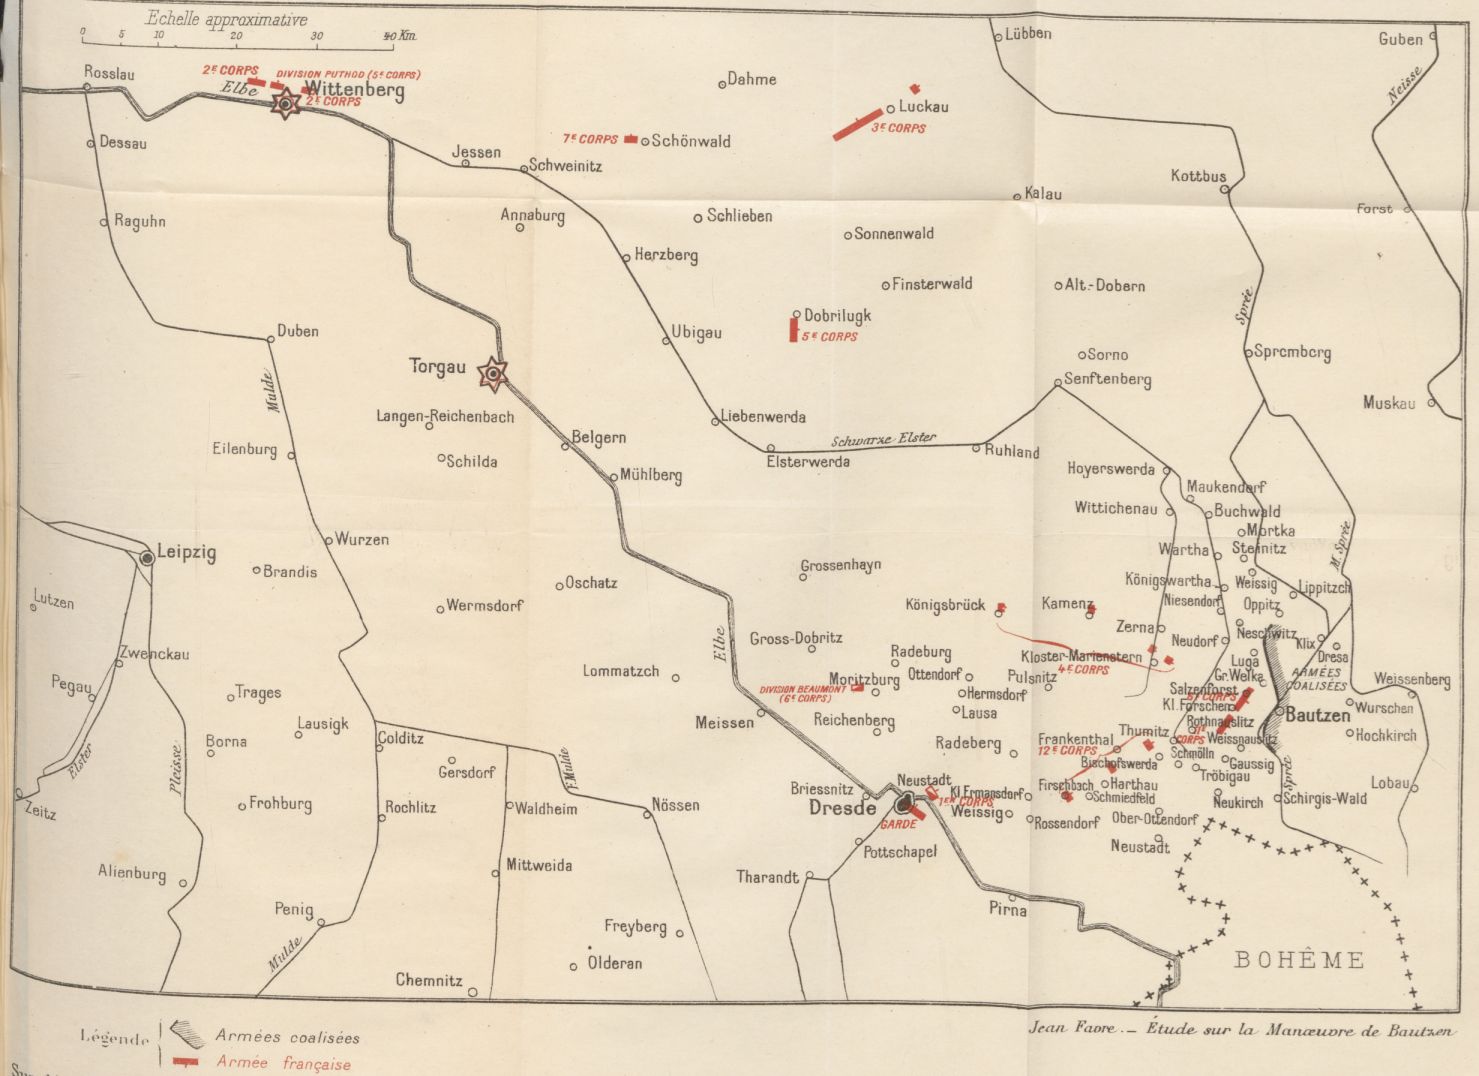 Echelle approximative
0 5 10 20 30 40 Km.
Rosslau
2E CORPS
DIVISION PUTHOD (5E CORPS)
Elbe
Wittenberg
2E CORPS
Dahme
Lübben
Guben
Neisse
Luckau
3E CORPS
7E CORPS
Schönwald
Dessau
Jessen
Schweinitz
Kottbus
Kalau
Forst
Raguhn
Annaburg
Schlieben
Sonnenwald
Herzberg
Finsterwald
Alt.-Dobern
Sprée
Duben
Ubigau
Dobrilugk
5E CORPS
Sorno
Spremberg
Torgau
Mulde
Senftenberg
Muskau
Langen-Reichenbach
Liebenwerda
Belgern
Schwarze Elster
Eilenburg
Schilda
Elsterwerda
Ruhland
Mühlberg
Hoyerswerda
Maukendorf
Wittichenau
Buchwald
Mortka
M. Sprée
Leipzig
Wurzen
Wartha
Steinitz
Brandis
Grossenhayn
Oschatz
Königswartha
Weissig
Lippitzch
Lutzen
Wermsdorf
Königsbrück
Kamenz
Niesendorf
Oppitz
Zerna
Neschwitz
Klix
Neudorf
Elbe
Gross-Dobritz
Zwenckau
Radeburg
Kloster-Marienstern
4E CORPS
Luga
Dresa
Lommatzch
Ottendorf
Pulsnitz
Gr. Welka
ARMÉES
COALISÉES
Pegau
Trages
DIVISION BEAUMONT
(6E CORPS)
Moritzburg
Hermsdorf
Salzenforst
Weissenberg
Kl. Förschen
Wurschen
Lausigk
Meissen
Reichenberg
Lausa
Rothnauslitz
Bautzen
Borna
Colditz
Radeberg
Frankenthal
12E CORPS
Thumitz
CORPS
Weissnauslitz
Hochkirch
Schmölln
Elster
Pleisse
Gersdorf
F. Mulde
Bischofswerda
Gaussig
Tröbigau
Sprée
Lobau
Zeitz
Frohburg
Rochlitz
Waldheim
Nössen
Briessnitz
Neustadt
1ER CORPS
Kl. Ermansdorf
Firschbach
Harthau
Schmiedfeld
Neukirch
Schirgis-Wald
Dresde
GARDE
Weissig
Rossendorf
Ober-Ottendorf
Pottschapel
Neustadt
Alienburg
Mittweida
Tharandt
Penig
Pirna
Mulde
Freyberg
Olderan
BOHÊME
Chemnitz
Légende
Armées coalisées
Armée française
Jean Favre. _ Étude sur la Manœuvre de Bautzen